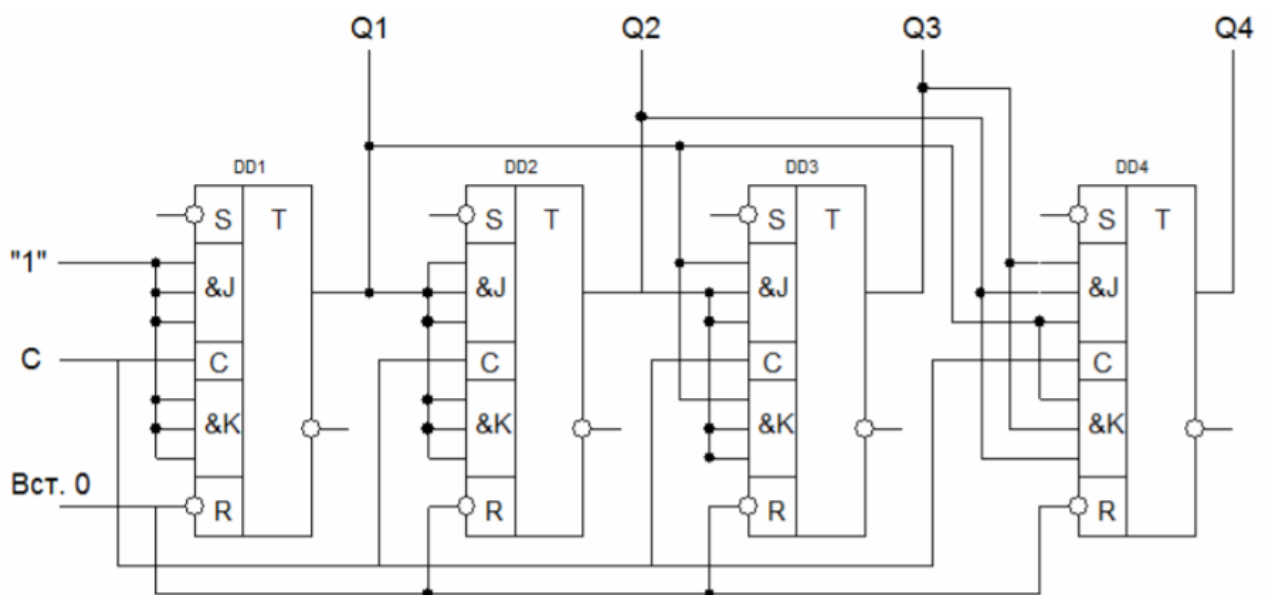 Q1 Q2 Q3 Q4
DD1 DD2 DD3 DD4
S T S T S T S T
"1"
&J &J &J &J
C C C C C
&K &K &K &K
Вст. 0
R R R R